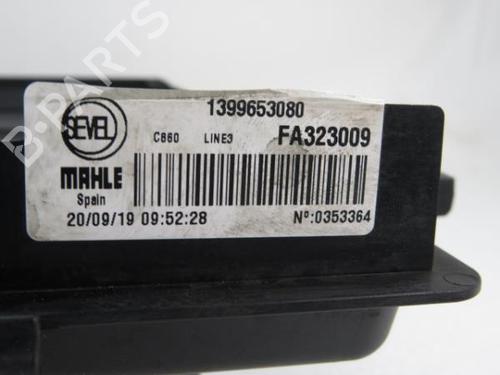 1399653080
SEVEL
C860 LINE3 FA323009
MAHLE
Spain
20/09/19 09:52:28 Nº:0353364
B-PARTS